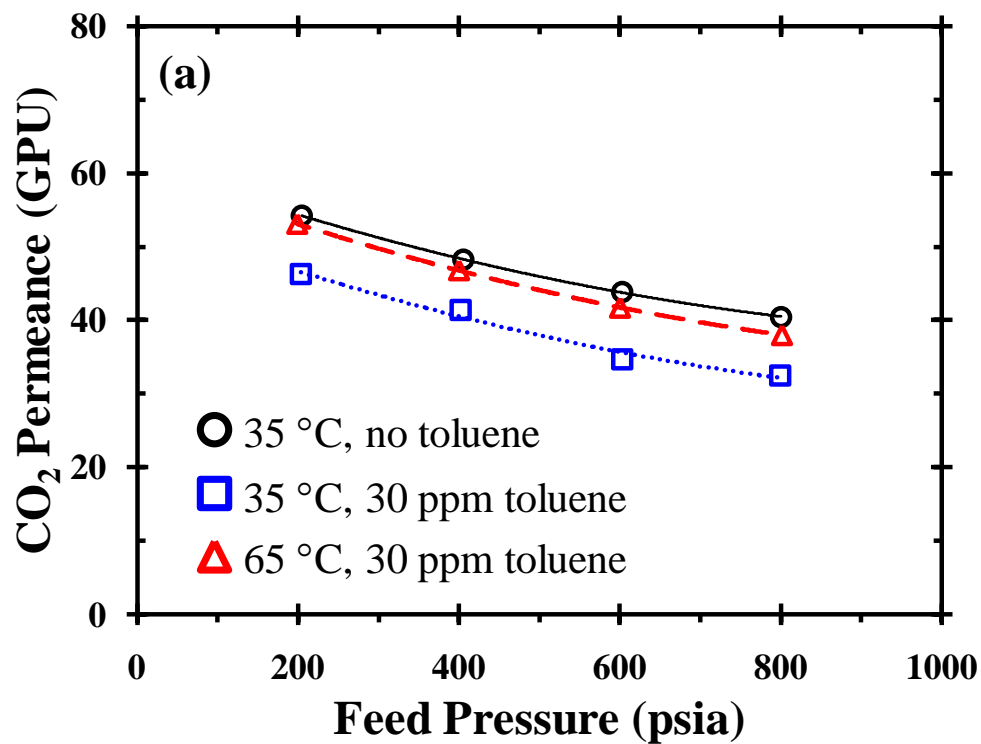 80
(a)
60
40
20
0
CO₂ Permeance (GPU)
35 °C, no toluene
35 °C, 30 ppm toluene
65 °C, 30 ppm toluene
0 200 400 600 800 1000
Feed Pressure (psia)